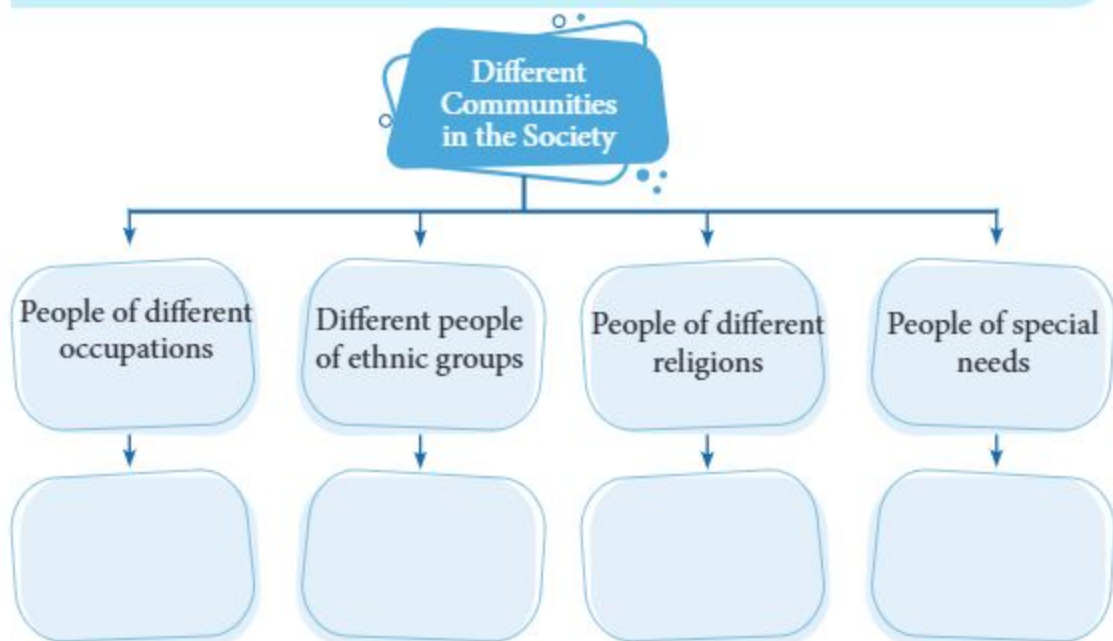 Different
Communities
in the Society
People of different
occupations
Different people
of ethnic groups
People of different
religions
People of special
needs